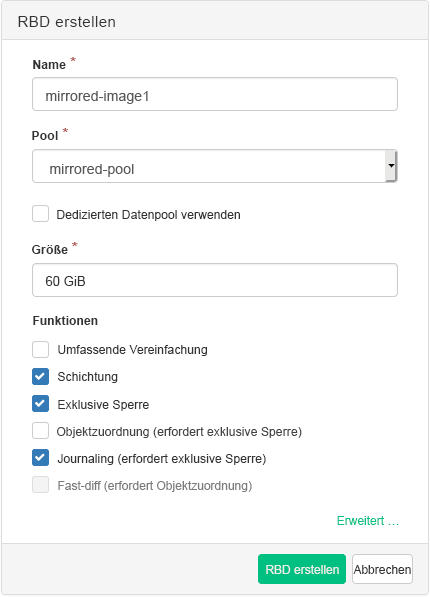 RBD erstellen
Name *
mirrored-image1
Pool *
mirrored-pool
Dedizierten Datenpool verwenden
Größe *
60 GiB
Funktionen
Umfassende Vereinfachung
Schichtung
Exklusive Sperre
Objektzuordnung (erfordert exklusive Sperre)
Journaling (erfordert exklusive Sperre)
Fast-diff (erfordert Objektzuordnung)
Erweitert ...
RBD erstellen Abbrechen